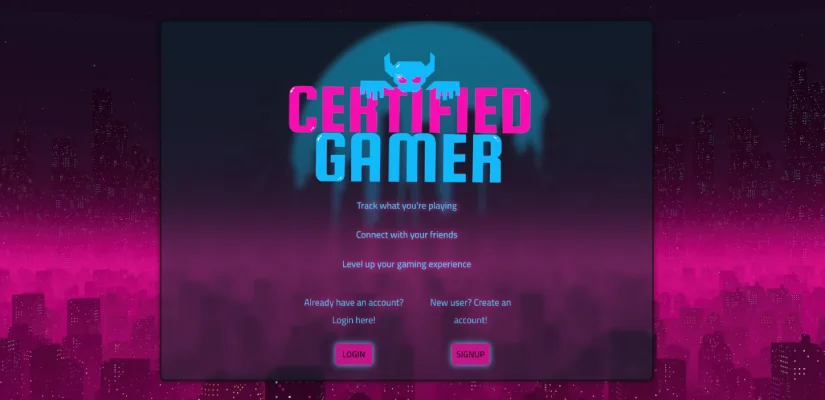 CERTIFIED
GAMER
Track what you're playing
Connect with your friends
Level up your gaming experience
Already have an account?
Login here!
New user? Create an
account!
LOGIN
SIGNUP